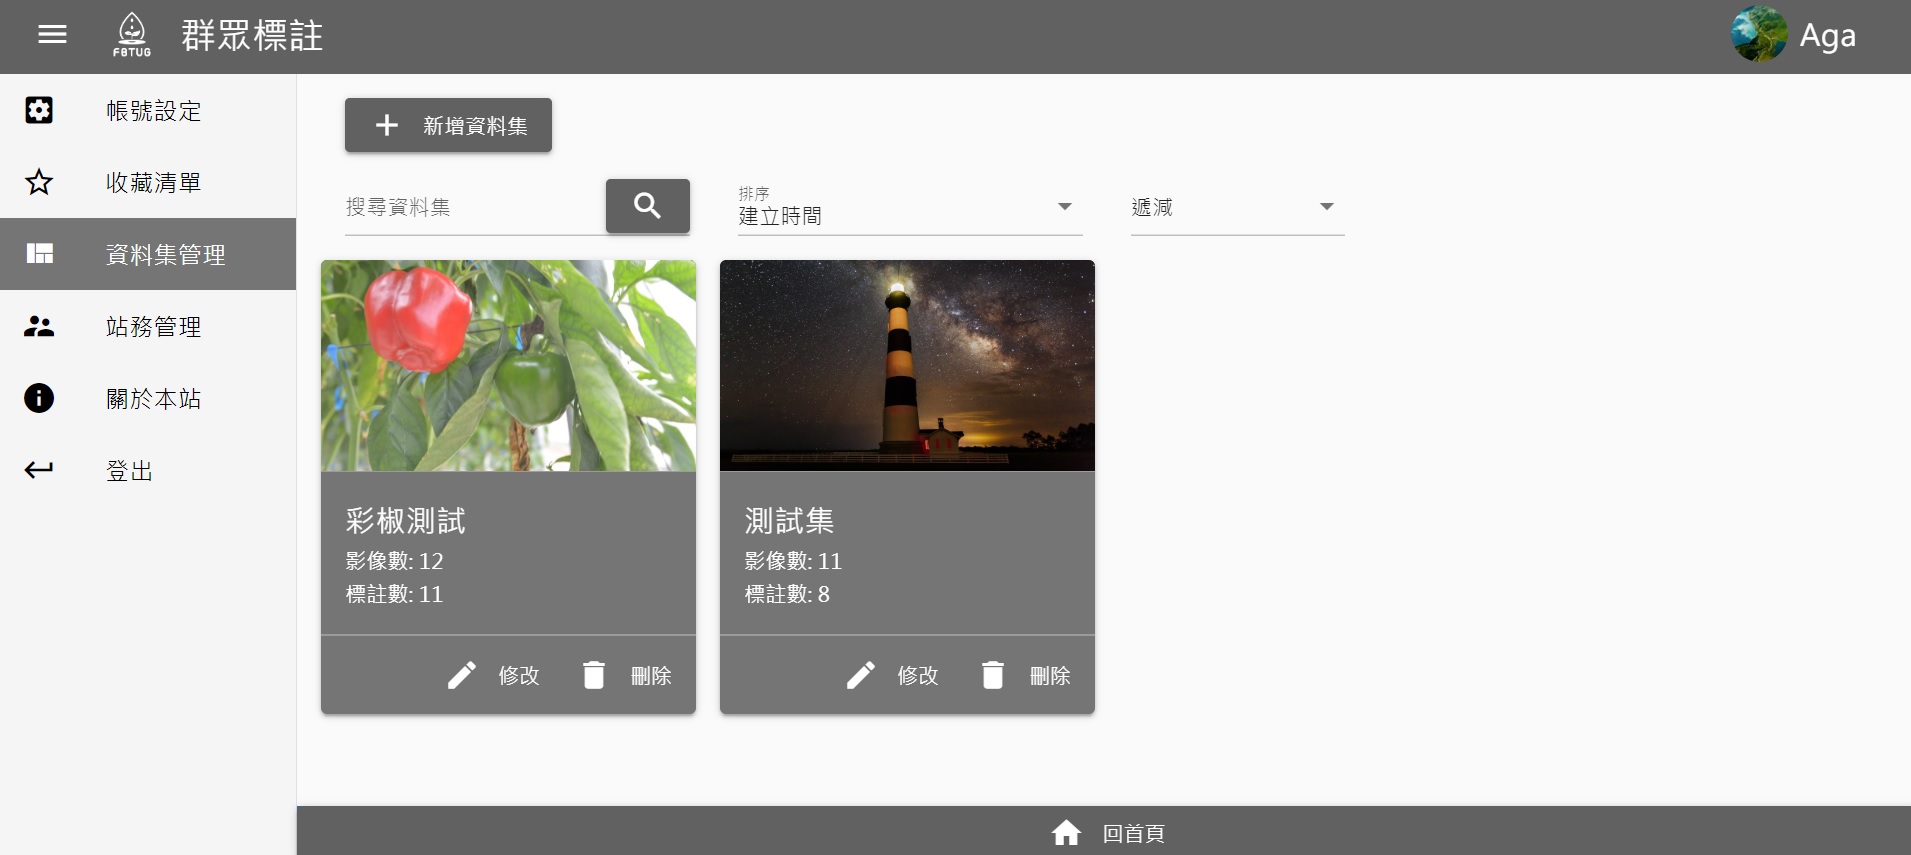 FBTUG
群眾標註
Aga
帳號設定
收藏清單
資料集管理
站務管理
關於本站
登出
新增資料集
搜尋資料集
排序
建立時間
遞減
彩椒測試
影像數: 12
標註數: 11
修改
刪除
測試集
影像數: 11
標註數: 8
修改
刪除
回首頁